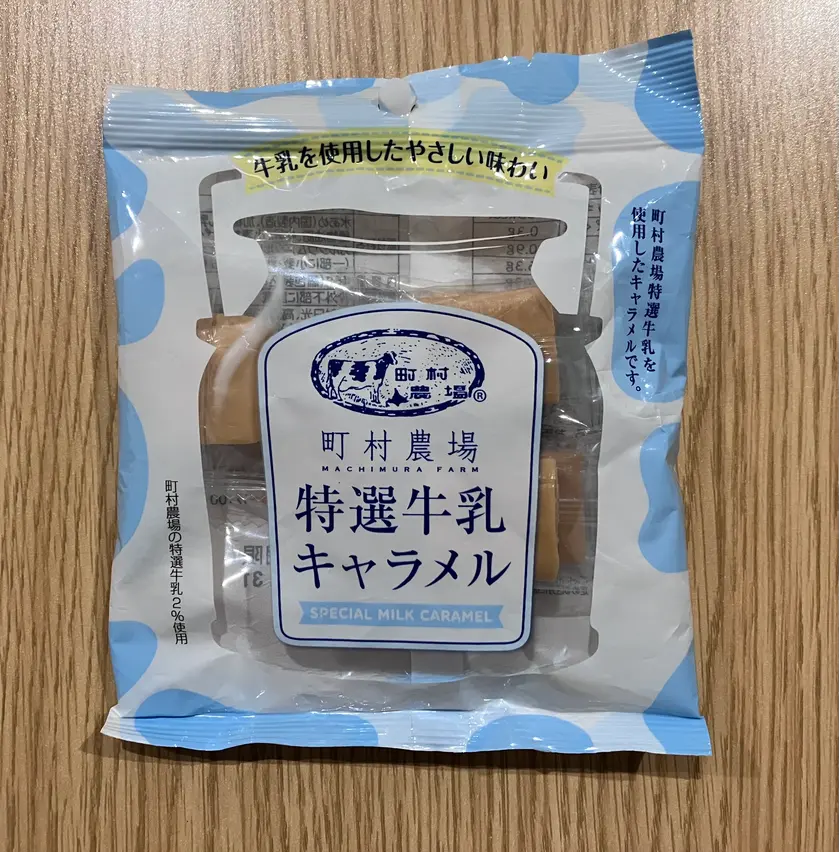 牛乳を使用したやさしい味わい
町村農場特選牛乳を
使用したキャラメルです。
町村
農場®
町村農場
MACHIMURA FARM
特選牛乳
キャラメル
SPECIAL MILK CARAMEL
町村農場の特選牛乳2%使用